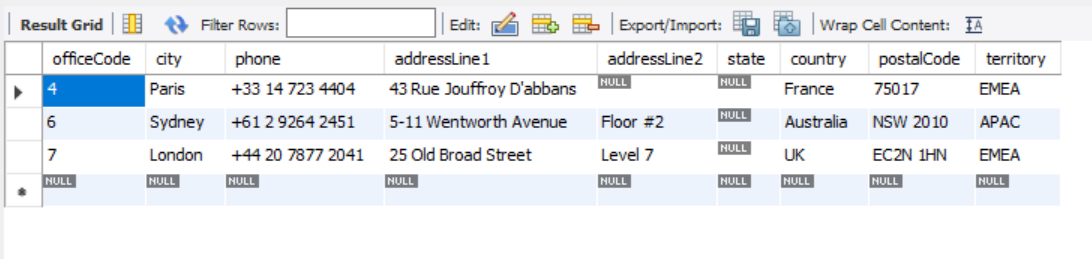 Result Grid Filter Rows: Edit: Export/Import: Wrap Cell Content: IA
officeCode city phone addressLine1 addressLine2 state country postalCode territory
4 Paris +33 14 723 4404 43 Rue Jouffroy D'abbans NULL NULL France 75017 EMEA
6 Sydney +61 2 9264 2451 5-11 Wentworth Avenue Floor #2 NULL Australia NSW 2010 APAC
7 London +44 20 7877 2041 25 Old Broad Street Level 7 NULL UK EC2N 1HN EMEA
NULL NULL NULL NULL NULL NULL NULL NULL NULL